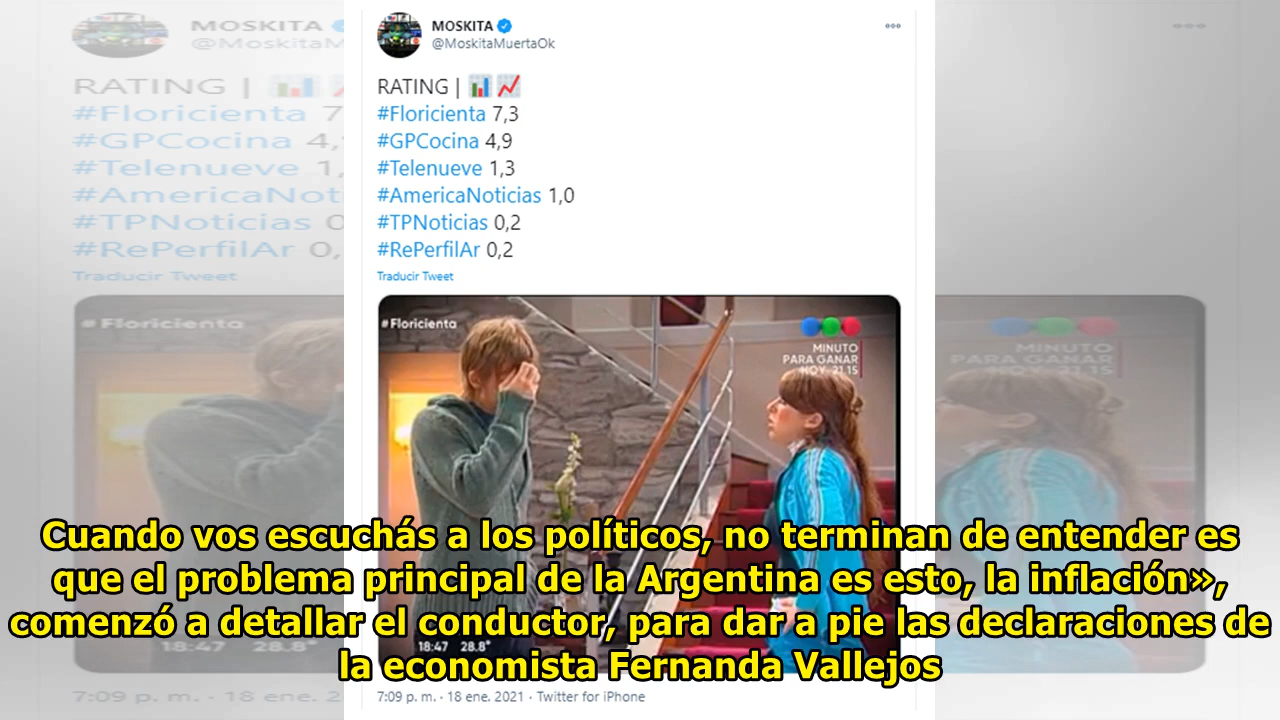 MOSKITA
@MoskitaMuertaOk
RATING |
#Floricienta 7,3
#GPCocina 4,9
#Telenueve 1,3
#AmericaNoticias 1,0
#TPNoticias 0,2
#RePerfilAr 0,2
Traducir Tweet
#Floricienta
MINUTO
PARA GANAR
HOY 21.15
Cuando vos escuchás a los políticos, no terminan de entender es
que el problema principal de la Argentina es esto, la inflación»,
comenzó a detallar el conductor, para dar a pie las declaraciones de
18:47 28.8°
la economista Fernanda Vallejos
7:09 p. m. · 18 ene. 2021 · Twitter for iPhone